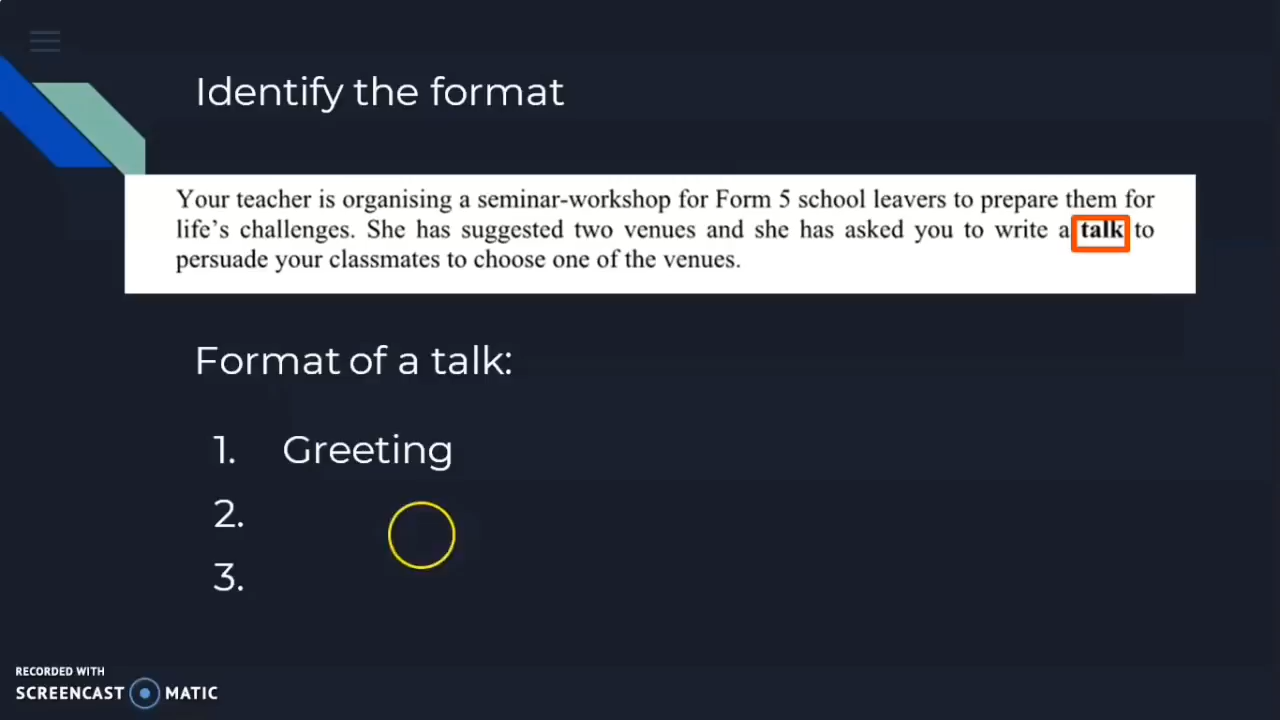 Identify the format
Your teacher is organising a seminar-workshop for Form 5 school leavers to prepare them for
life's challenges. She has suggested two venues and she has asked you to write a talk to
persuade your classmates to choose one of the venues.
Format of a talk:
1. Greeting
2.
3.
RECORDED WITH
SCREENCAST MATIC